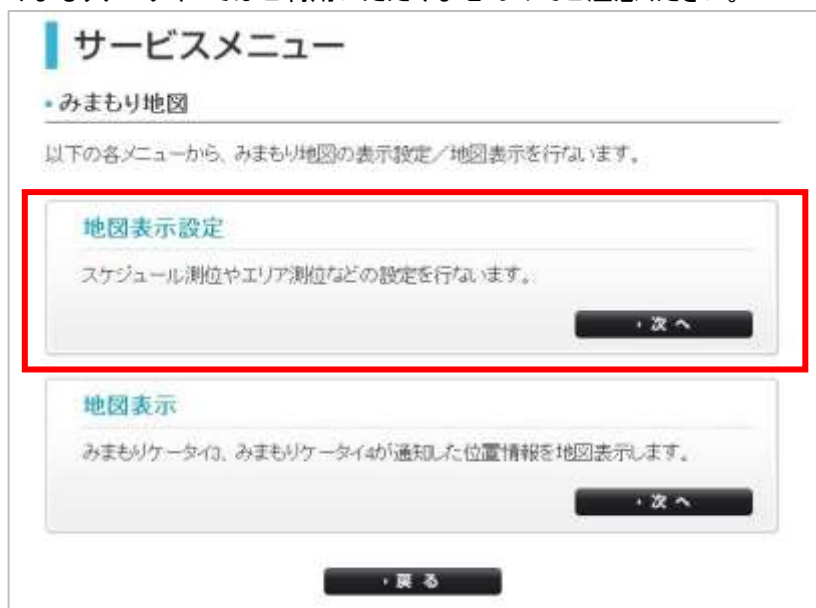 サービスメニュー
みまもり地図
以下の各メニューから、みまもり地図の表示設定／地図表示を行ないます。
地図表示設定
スケジュール測位やエリア測位などの設定を行ないます。
次へ
地図表示
みまもりケータイ3、みまもりケータイ4が通知した位置情報を地図表示します。
次へ
戻る